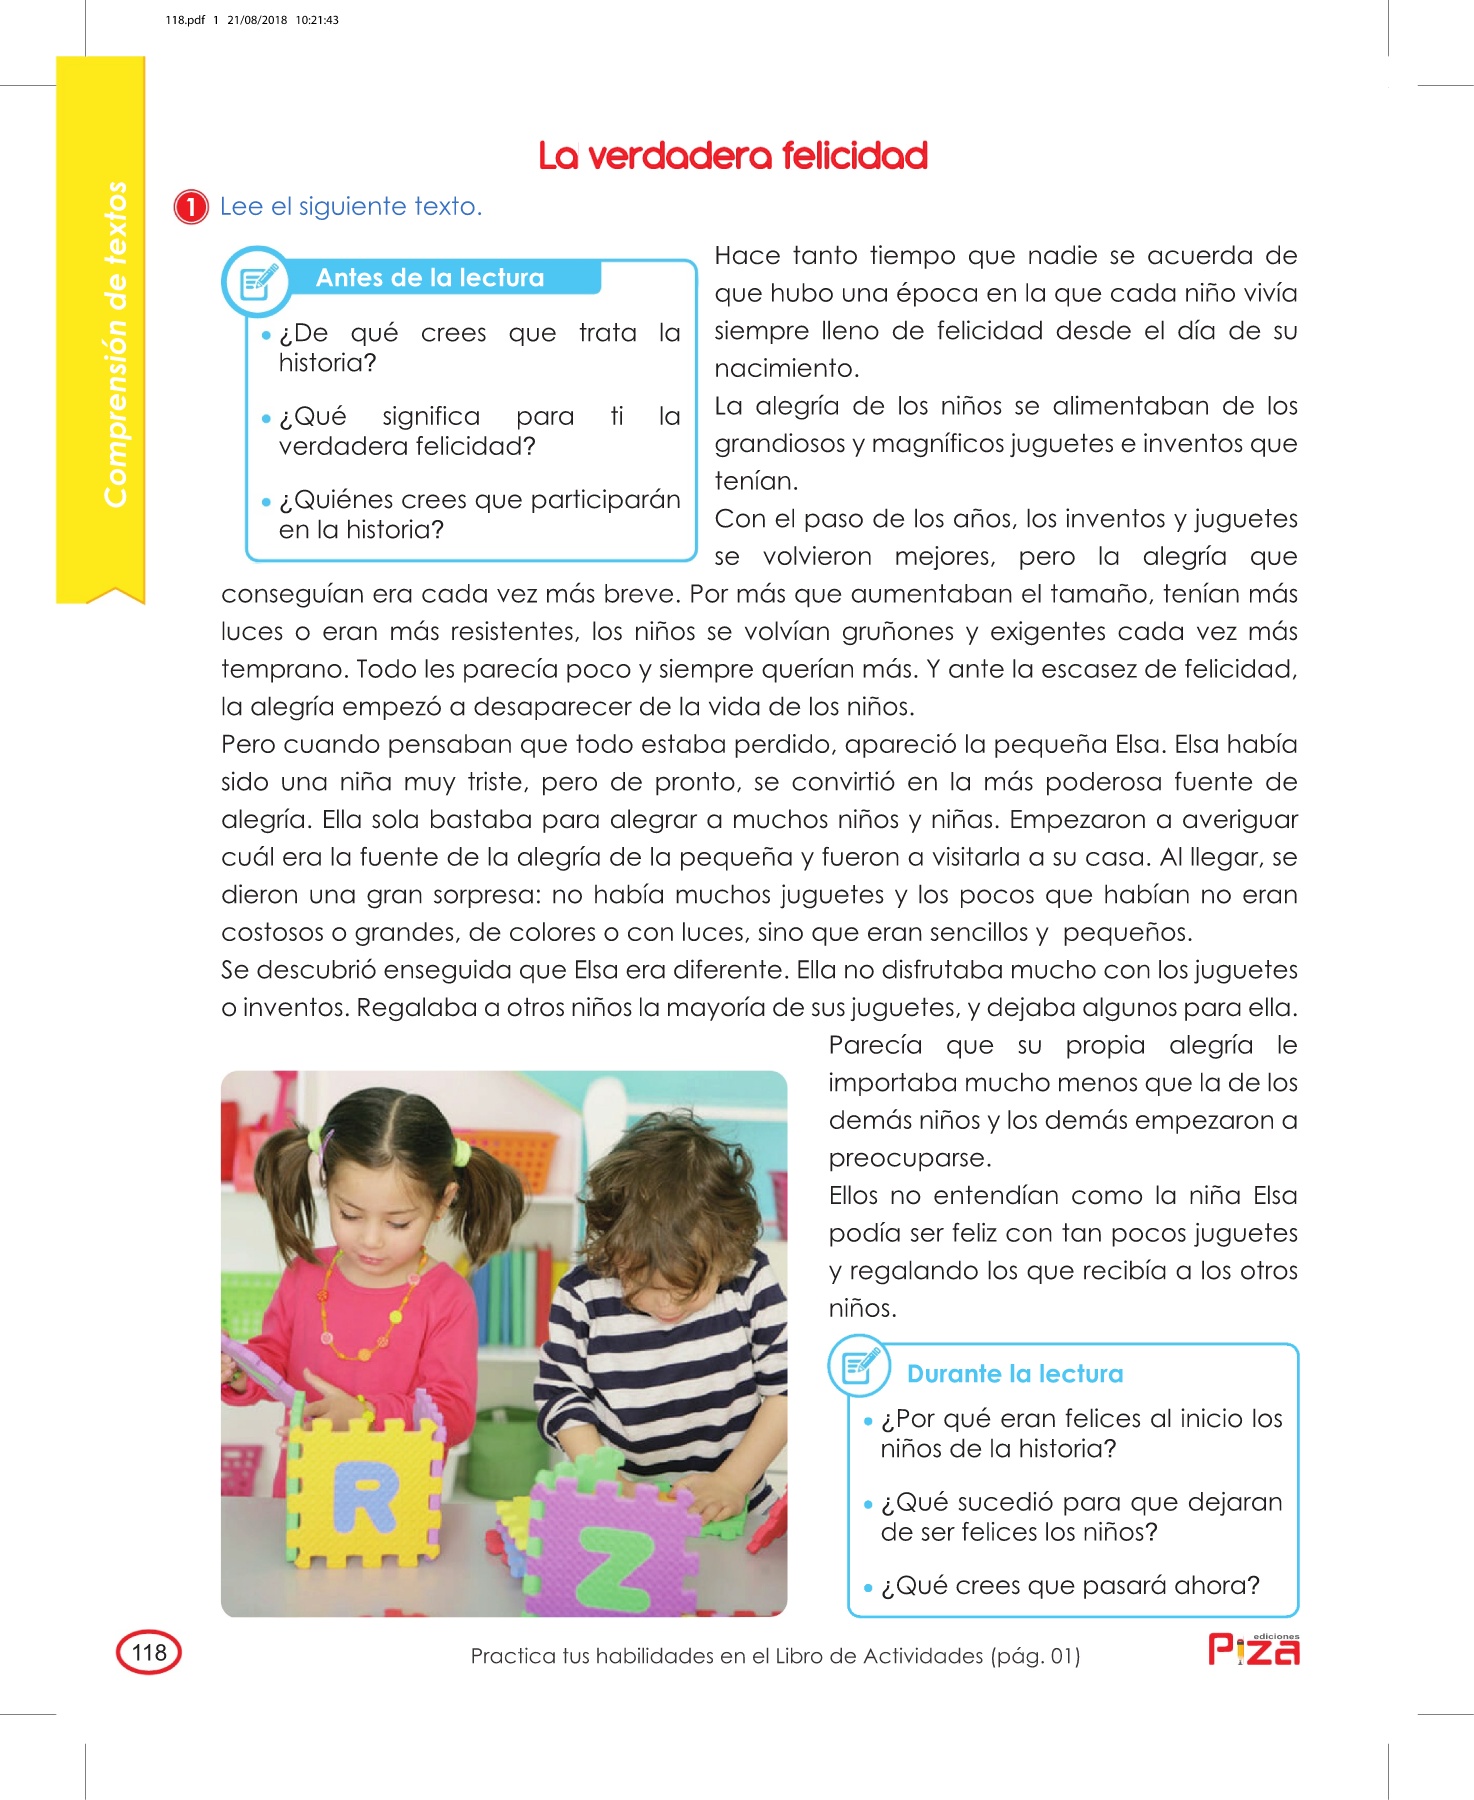 118.pdf 1 21/08/2018 10:21:43
Comprensión de textos
La verdadera felicidad
1 Lee el siguiente texto.
Antes de la lectura
• ¿De qué crees que trata la
historia?
• ¿Qué significa para ti la
verdadera felicidad?
• ¿Quiénes crees que participarán
en la historia?
Hace tanto tiempo que nadie se acuerda de
que hubo una época en la que cada niño vivía
siempre lleno de felicidad desde el día de su
nacimiento.
La alegría de los niños se alimentaban de los
grandiosos y magníficos juguetes e inventos que
tenían.
Con el paso de los años, los inventos y juguetes
se volvieron mejores, pero la alegría que
conseguían era cada vez más breve. Por más que aumentaban el tamaño, tenían más
luces o eran más resistentes, los niños se volvían gruñones y exigentes cada vez más
temprano. Todo les parecía poco y siempre querían más. Y ante la escasez de felicidad,
la alegría empezó a desaparecer de la vida de los niños.
Pero cuando pensaban que todo estaba perdido, apareció la pequeña Elsa. Elsa había
sido una niña muy triste, pero de pronto, se convirtió en la más poderosa fuente de
alegría. Ella sola bastaba para alegrar a muchos niños y niñas. Empezaron a averiguar
cuál era la fuente de la alegría de la pequeña y fueron a visitarla a su casa. Al llegar, se
dieron una gran sorpresa: no había muchos juguetes y los pocos que habían no eran
costosos o grandes, de colores o con luces, sino que eran sencillos y pequeños.
Se descubrió enseguida que Elsa era diferente. Ella no disfrutaba mucho con los juguetes
o inventos. Regalaba a otros niños la mayoría de sus juguetes, y dejaba algunos para ella.
Parecía que su propia alegría le
importaba mucho menos que la de los
demás niños y los demás empezaron a
preocuparse.
Ellos no entendían como la niña Elsa
podía ser feliz con tan pocos juguetes
y regalando los que recibía a los otros
niños.
R
Z
Durante la lectura
• ¿Por qué eran felices al inicio los
niños de la historia?
• ¿Qué sucedió para que dejaran
de ser felices los niños?
• ¿Qué crees que pasará ahora?
118
Practica tus habilidades en el Libro de Actividades (pág. 01)
ediciones
Piza